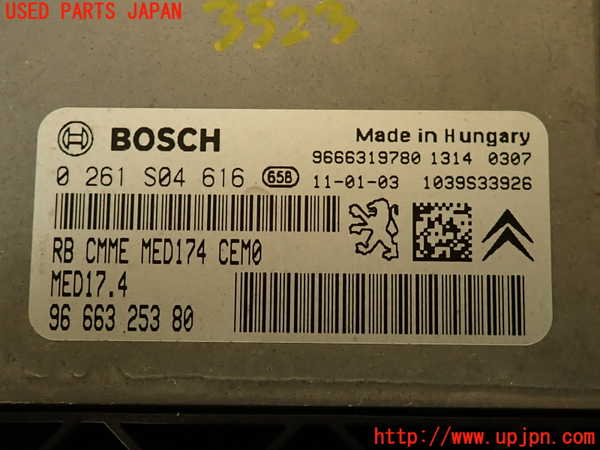 USED PARTS JAPAN
3523
BOSCH
Made in Hungary
9666319780 1314 0307
0 261 S04 616 65B 11-01-03 1039S33926
RB CMME MED174 CEM0
MED17.4
96 663 253 80
http://www.upjpn.com/